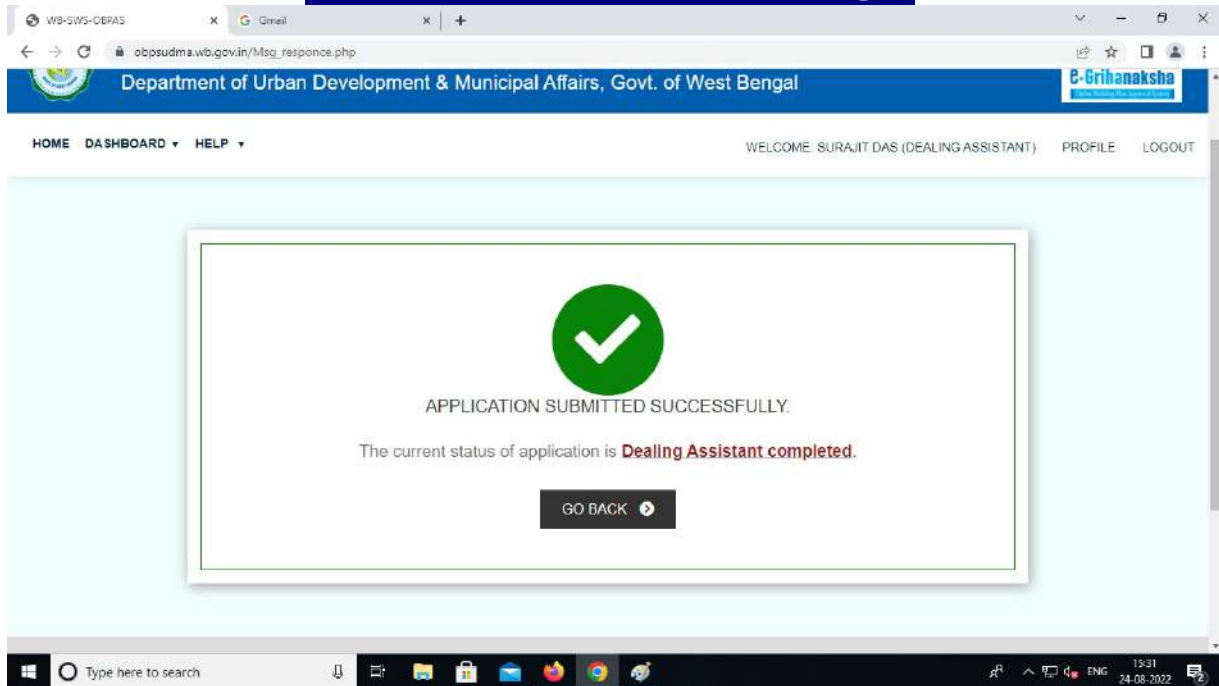 WB-SWS-OBPAS
Gmail
obpsudma.wb.gov.in/Msg_responce.php
Department of Urban Development & Municipal Affairs, Govt. of West Bengal
e-Grihanaksha
HOME DASHBOARD HELP
WELCOME: SURAJIT DAS (DEALING ASSISTANT) PROFILE LOGOUT
APPLICATION SUBMITTED SUCCESSFULLY.
The current status of application is Dealing Assistant completed.
GO BACK
Type here to search
ENG
15:31
24-08-2022
2